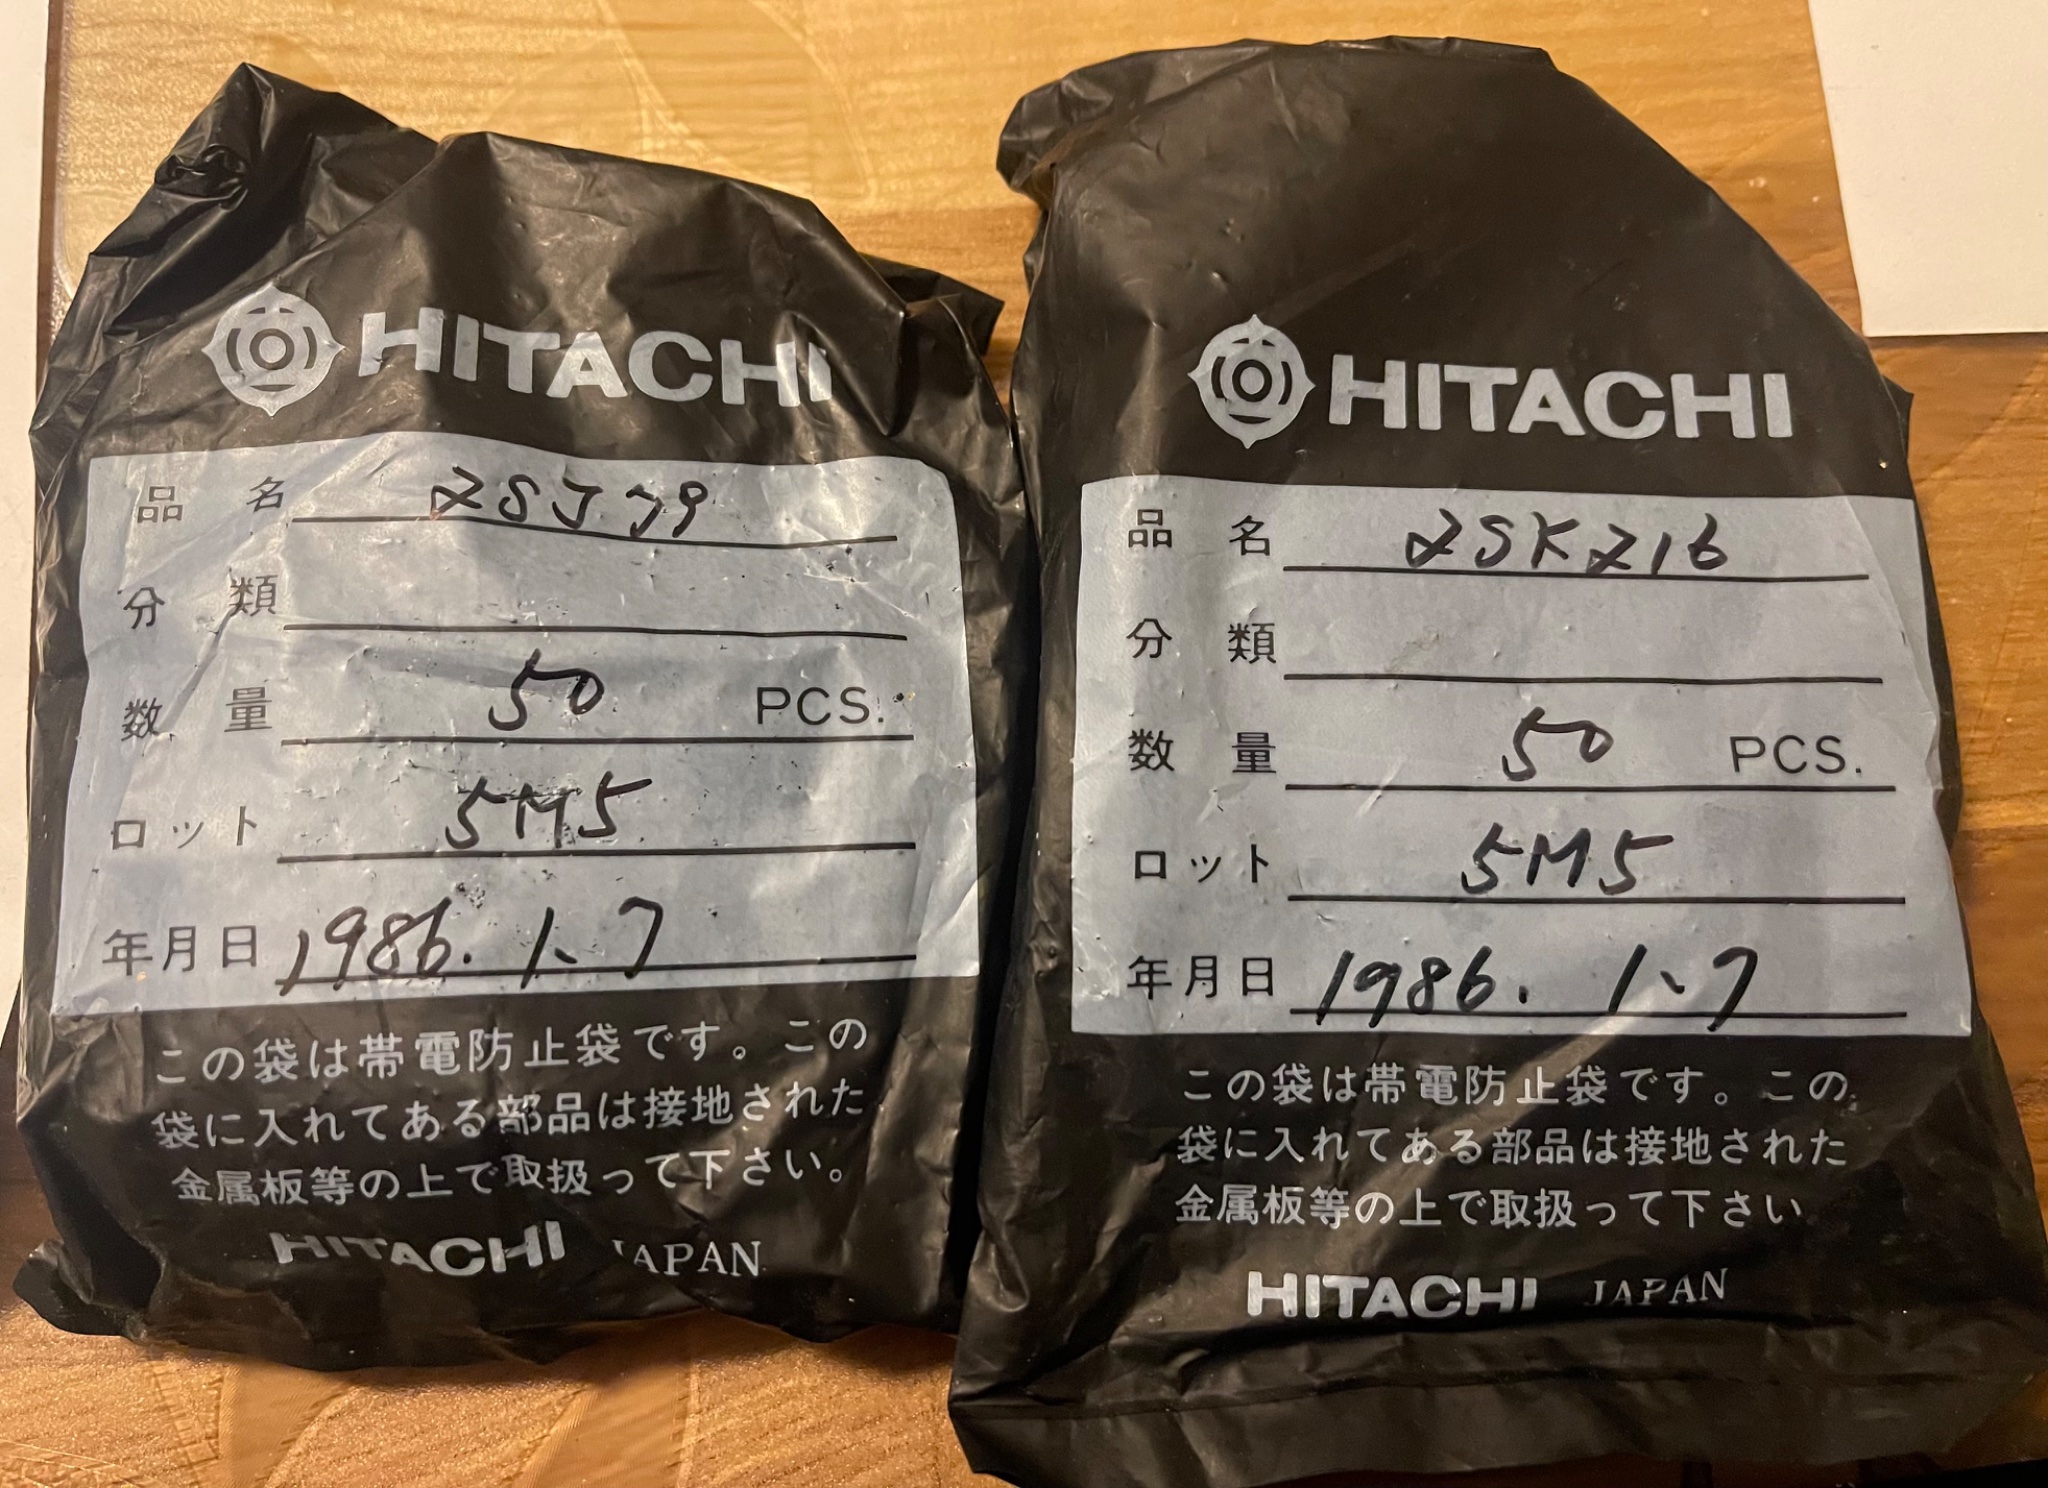 HITACHI
品名 2SJ79
分類
数量 50 PCS.
ロット 5M5
年月日 1986.1.7
この袋は帯電防止袋です。この
袋に入れてある部品は接地された
金属板等の上で取扱って下さい。
HITACHI JAPAN
HITACHI
品名 2SK216
分類
数量 50 PCS.
ロット 5M5
年月日 1986.1.7
この袋は帯電防止袋です。この
袋に入れてある部品は接地された
金属板等の上で取扱って下さい
HITACHI JAPAN